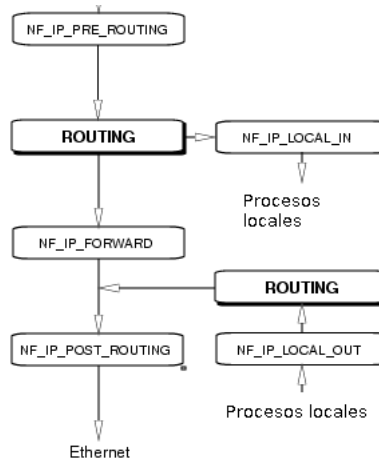 NF_IP_PRE_ROUTING
ROUTING
NF_IP_LOCAL_IN
Procesos
locales
NF_IP_FORWARD
ROUTING
NF_IP_POST_ROUTING
NF_IP_LOCAL_OUT
Procesos locales
Ethernet